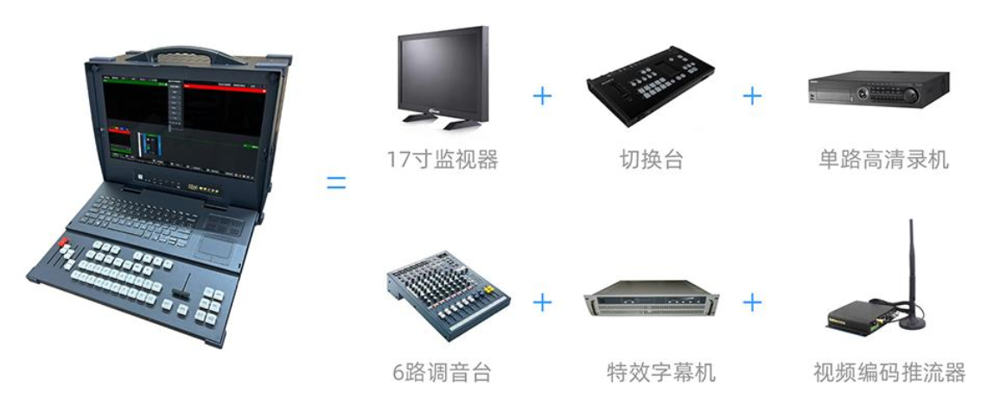 =
17寸监视器
+
切换台
+
单路高清录机
6路调音台
+
特效字幕机
+
视频编码推流器